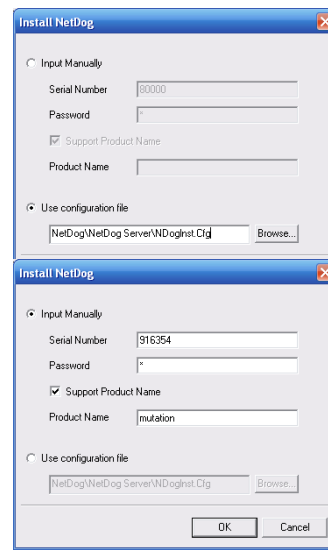 Install NetDog
Input Manually
Serial Number 80000
Password *
Support Product Name
Product Name
Use configuration file
NetDog\NetDog Server\NDogInst.Cfg Browse...
Install NetDog
Input Manually
Serial Number 916354
Password *
Support Product Name
Product Name mutation
Use configuration file
NetDog\NetDog Server\NDogInst.Cfg Browse...
OK Cancel